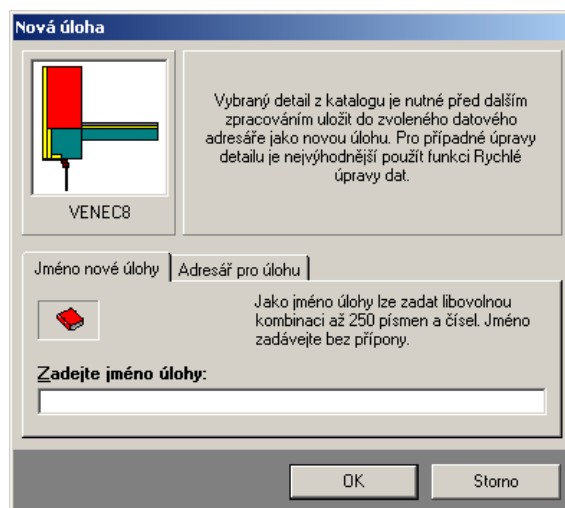 Nová úloha
Vybraný detail z katalogu je nutné před dalším
zpracováním uložit do zvoleného datového
adresáře jako novou úlohu. Pro případné úpravy
detailu je nejvýhodnější použít funkci Rychlé
úpravy dat.
VENEC8
Jméno nové úlohy
Adresář pro úlohu
Jako jméno úlohy lze zadat libovolnou
kombinaci až 250 písmen a čísel. Jméno
zadávejte bez přípony.
Zadejte jméno úlohy:
OK
Storno